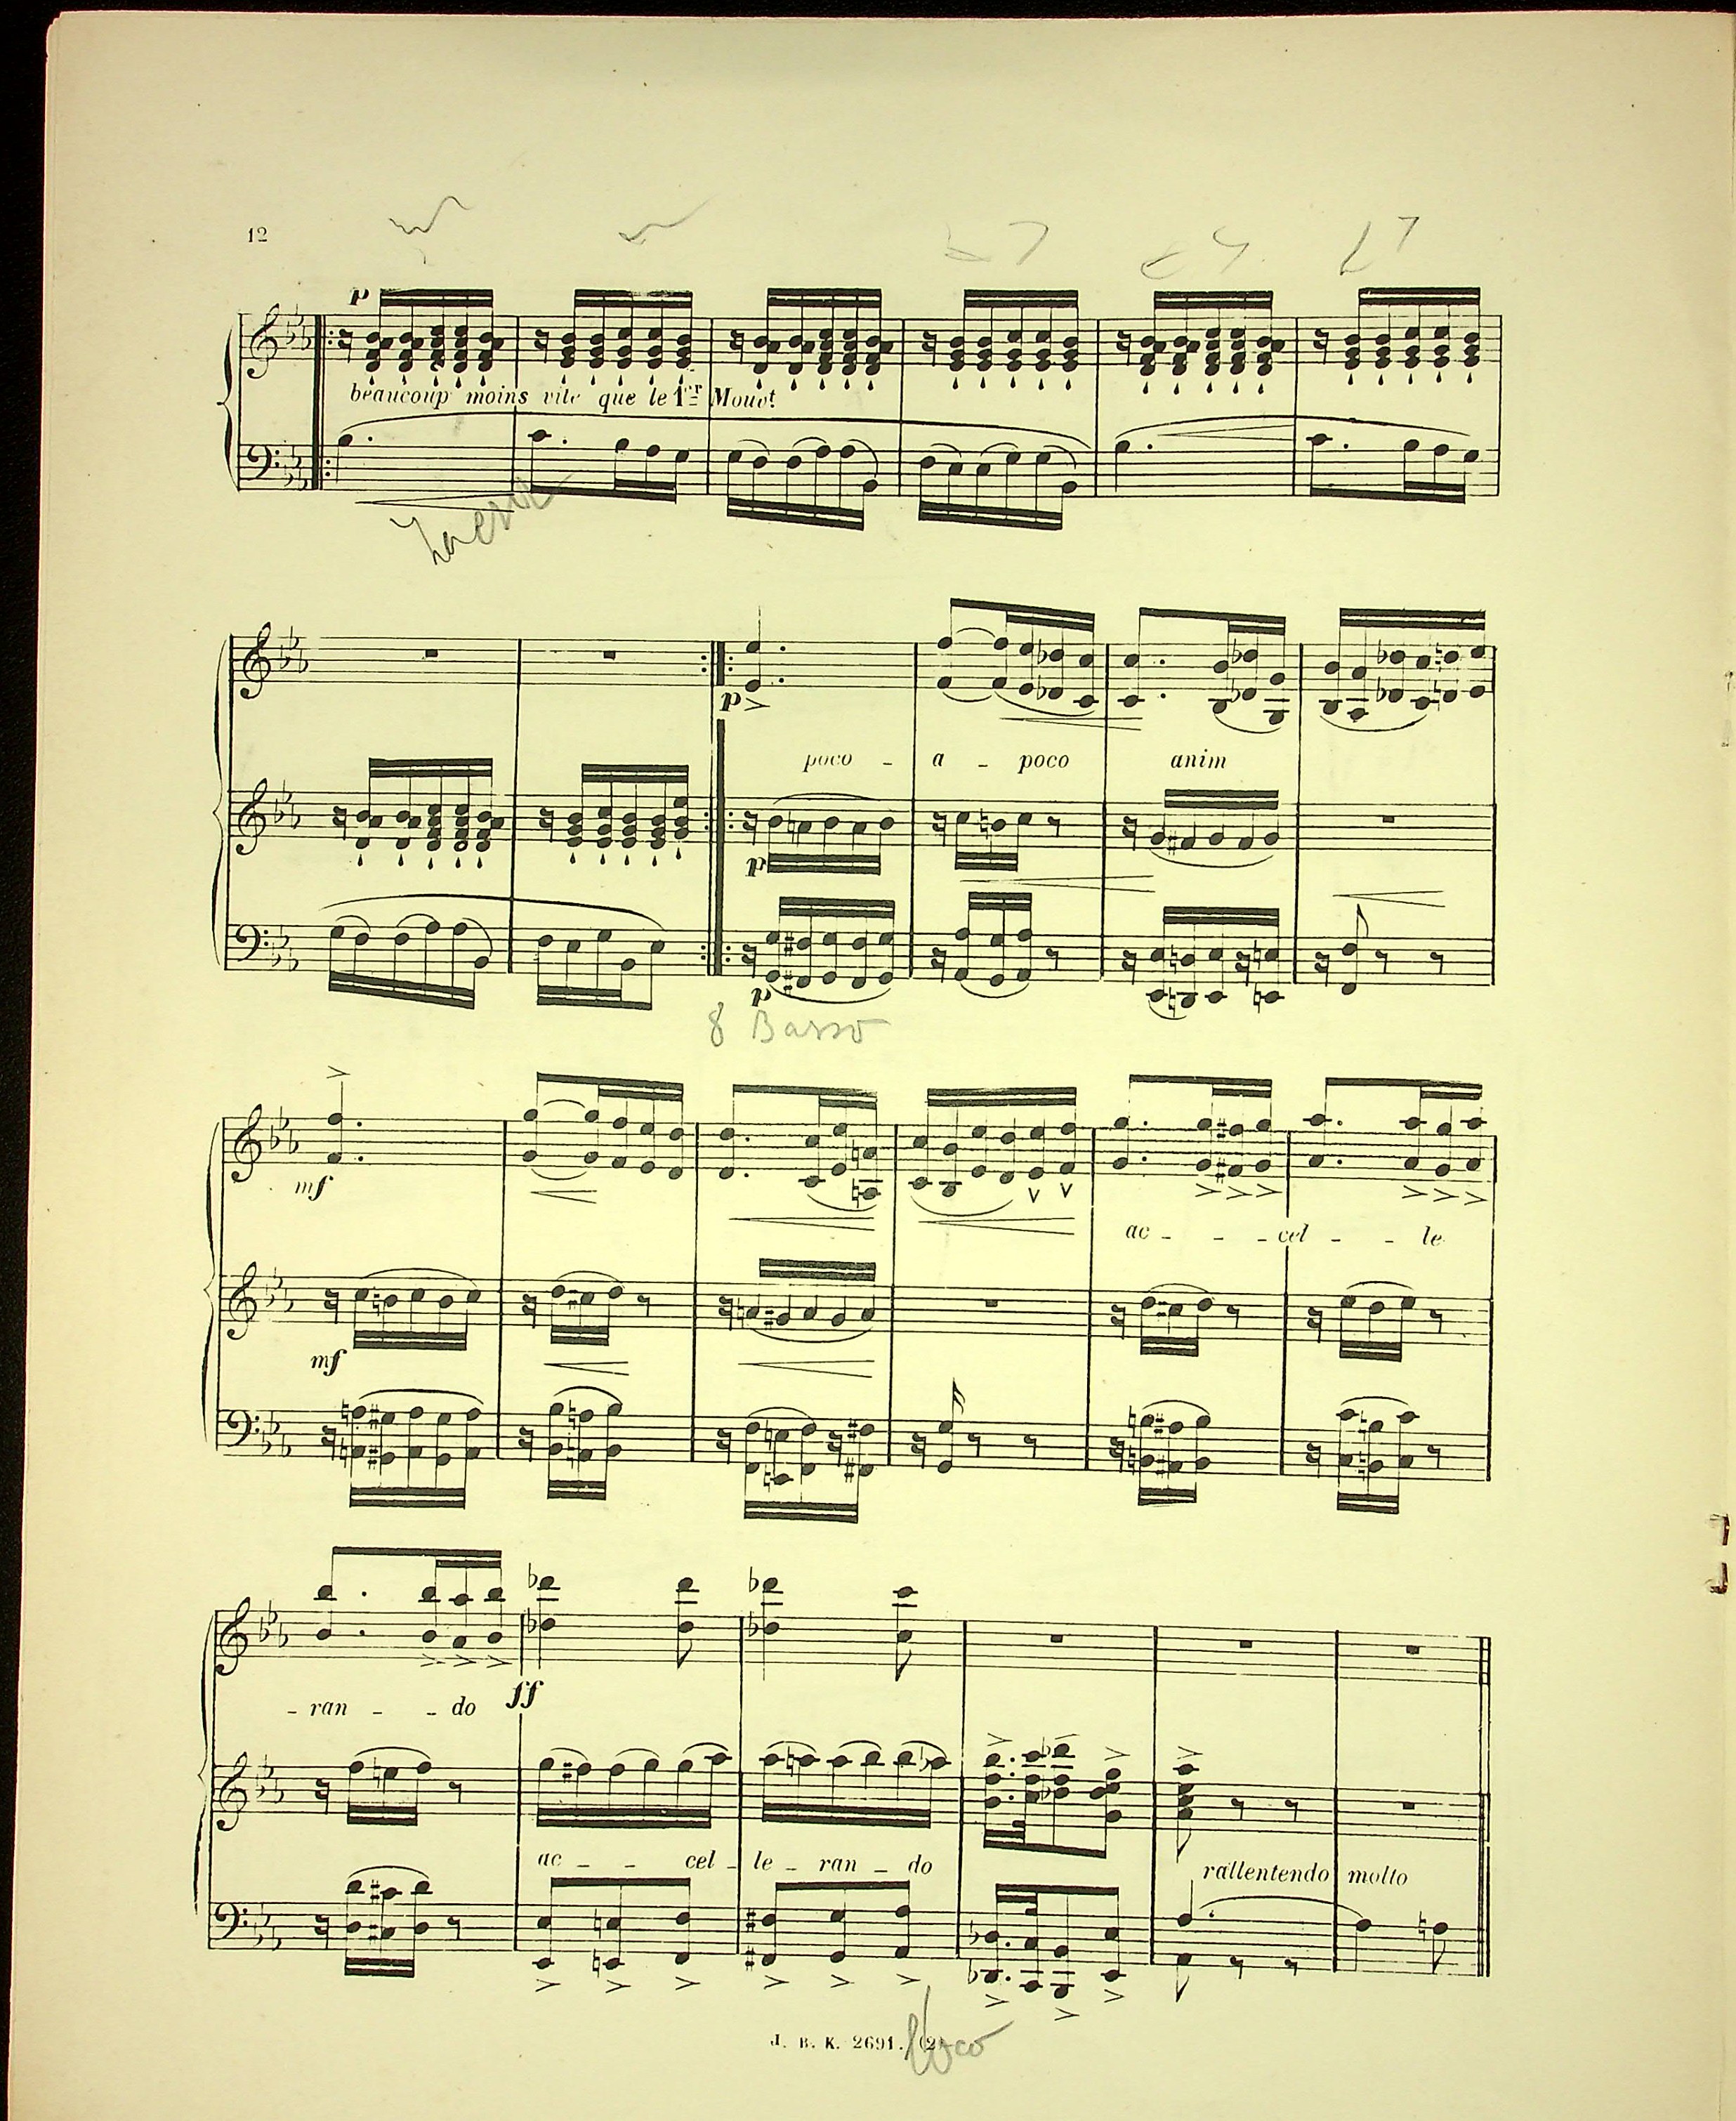 12
p
beaucoup moins vite que le 1er Mouvt.
p
poco - a - poco anim
p
p
8 Basso
mf
ac - - - cel - - le
mf
- ran - - do
ff
ac - - cel - le - ran - do
rallentendo molto
J. B. K. 2691. (2)
loco